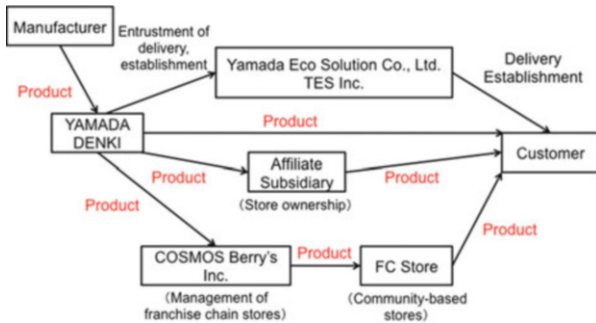 Manufacturer
Entrustment of
delivery,
establishment
Yamada Eco Solution Co., Ltd.
TES Inc.
Delivery
Establishment
Product
YAMADA
DENKI
Product
Customer
Product
Affiliate
Subsidiary
Product
(Store ownership)
Product
COSMOS Berry's
Inc.
Product
FC Store
Product
(Management of
franchise chain stores)
(Community-based
stores)